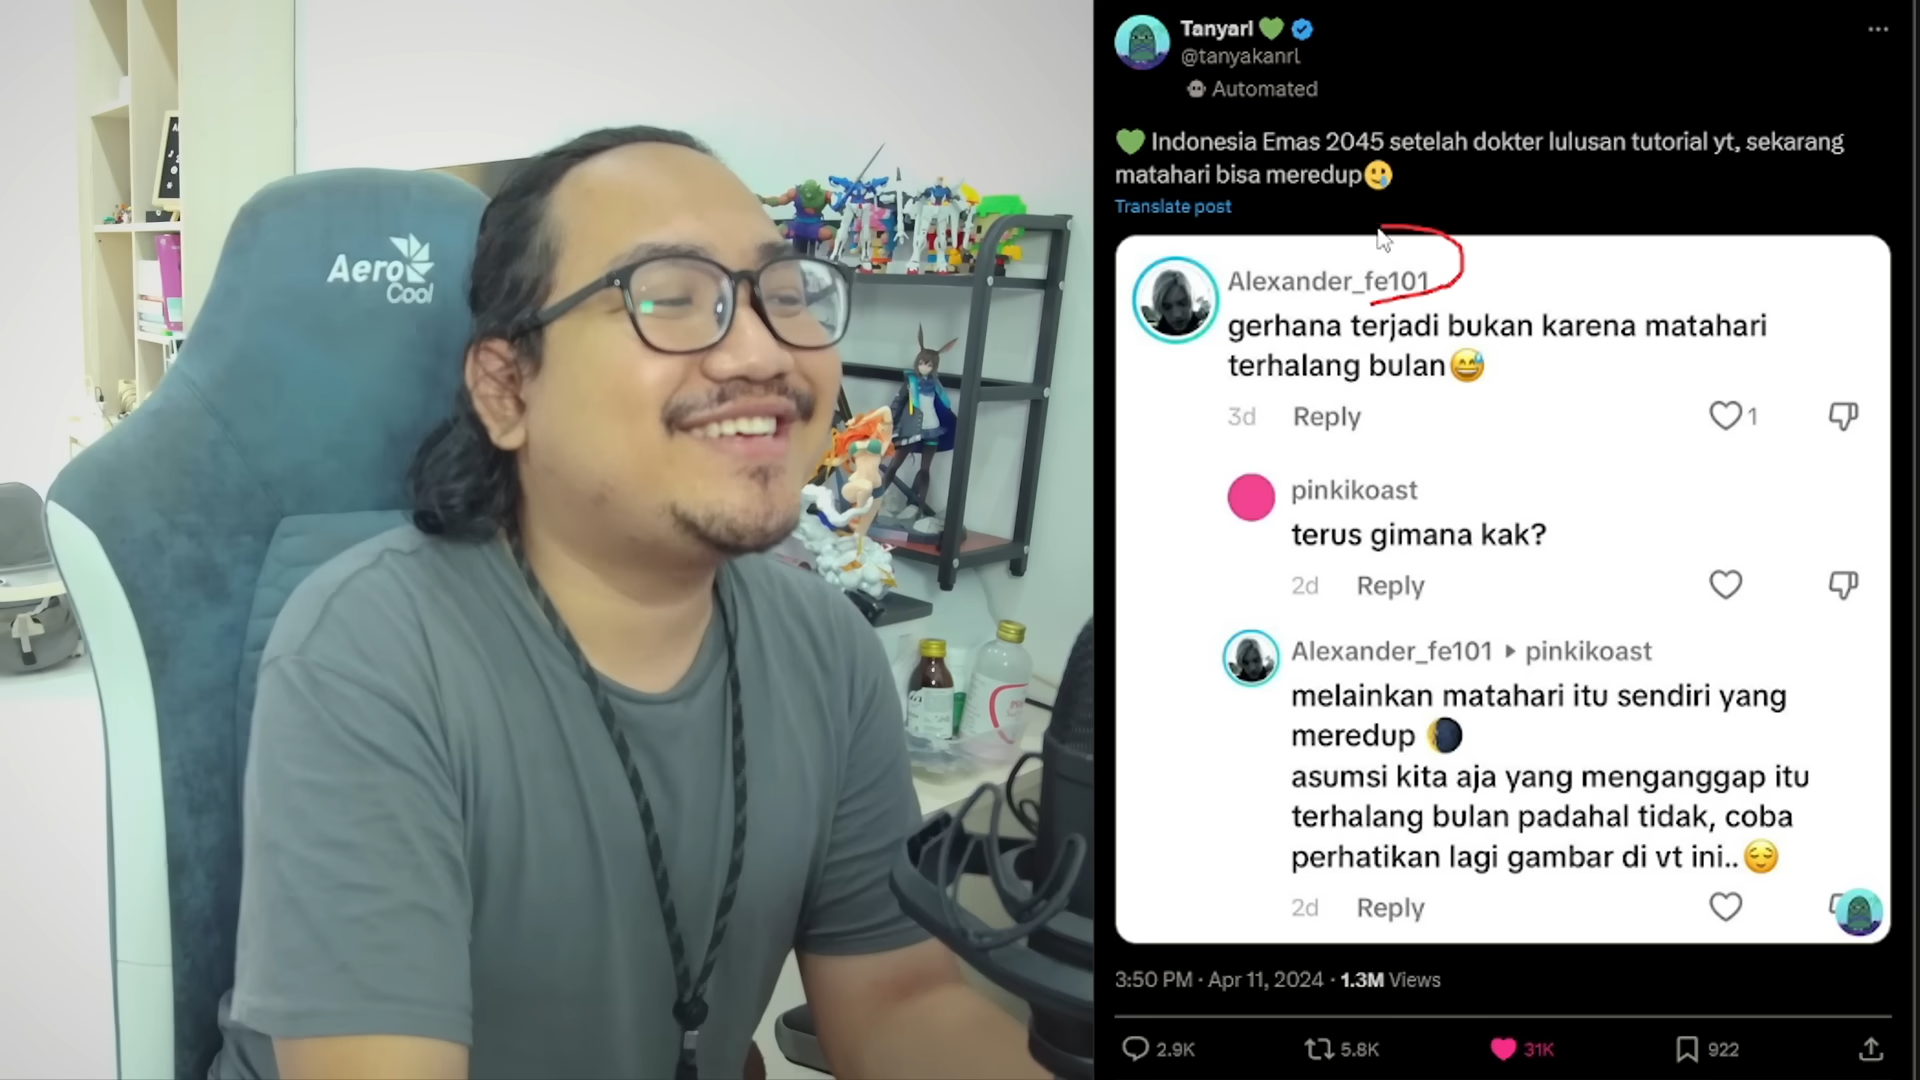 Aero
Cool
Tanyarl 💚
@tanyakanrl
Automated
💚 Indonesia Emas 2045 setelah dokter lulusan tutorial yt, sekarang
matahari bisa meredup🥲
Translate post
Alexander_fe101
gerhana terjadi bukan karena matahari
terhalang bulan😅
3d Reply 1
pinkikoast
terus gimana kak?
2d Reply
Alexander_fe101 ▸ pinkikoast
melainkan matahari itu sendiri yang
meredup 🌘
asumsi kita aja yang menganggap itu
terhalang bulan padahal tidak, coba
perhatikan lagi gambar di vt ini..😌
2d Reply
3:50 PM · Apr 11, 2024 · 1.3M Views
2.9K 5.8K 31K 922